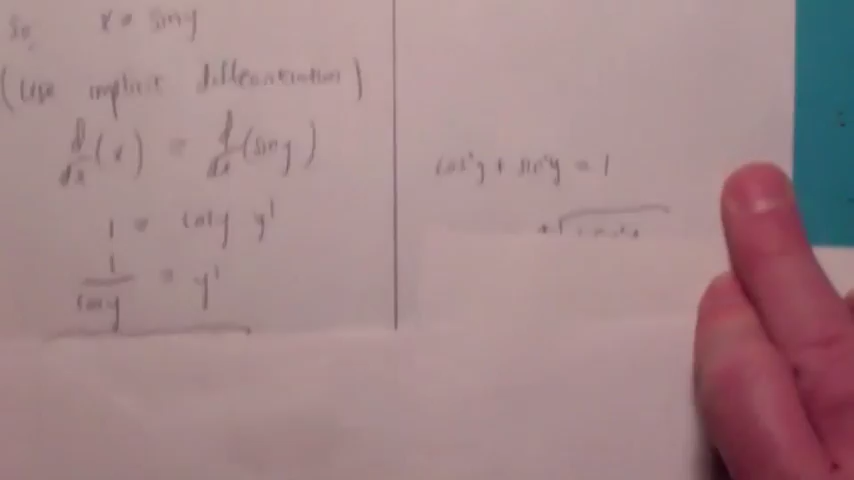 So, x = sin y
(Use implicit differentiation)
d/dx (x) = d/dx (sin y)
1 = cos y y'
1/cos y = y'
cos²y + sin²y = 1